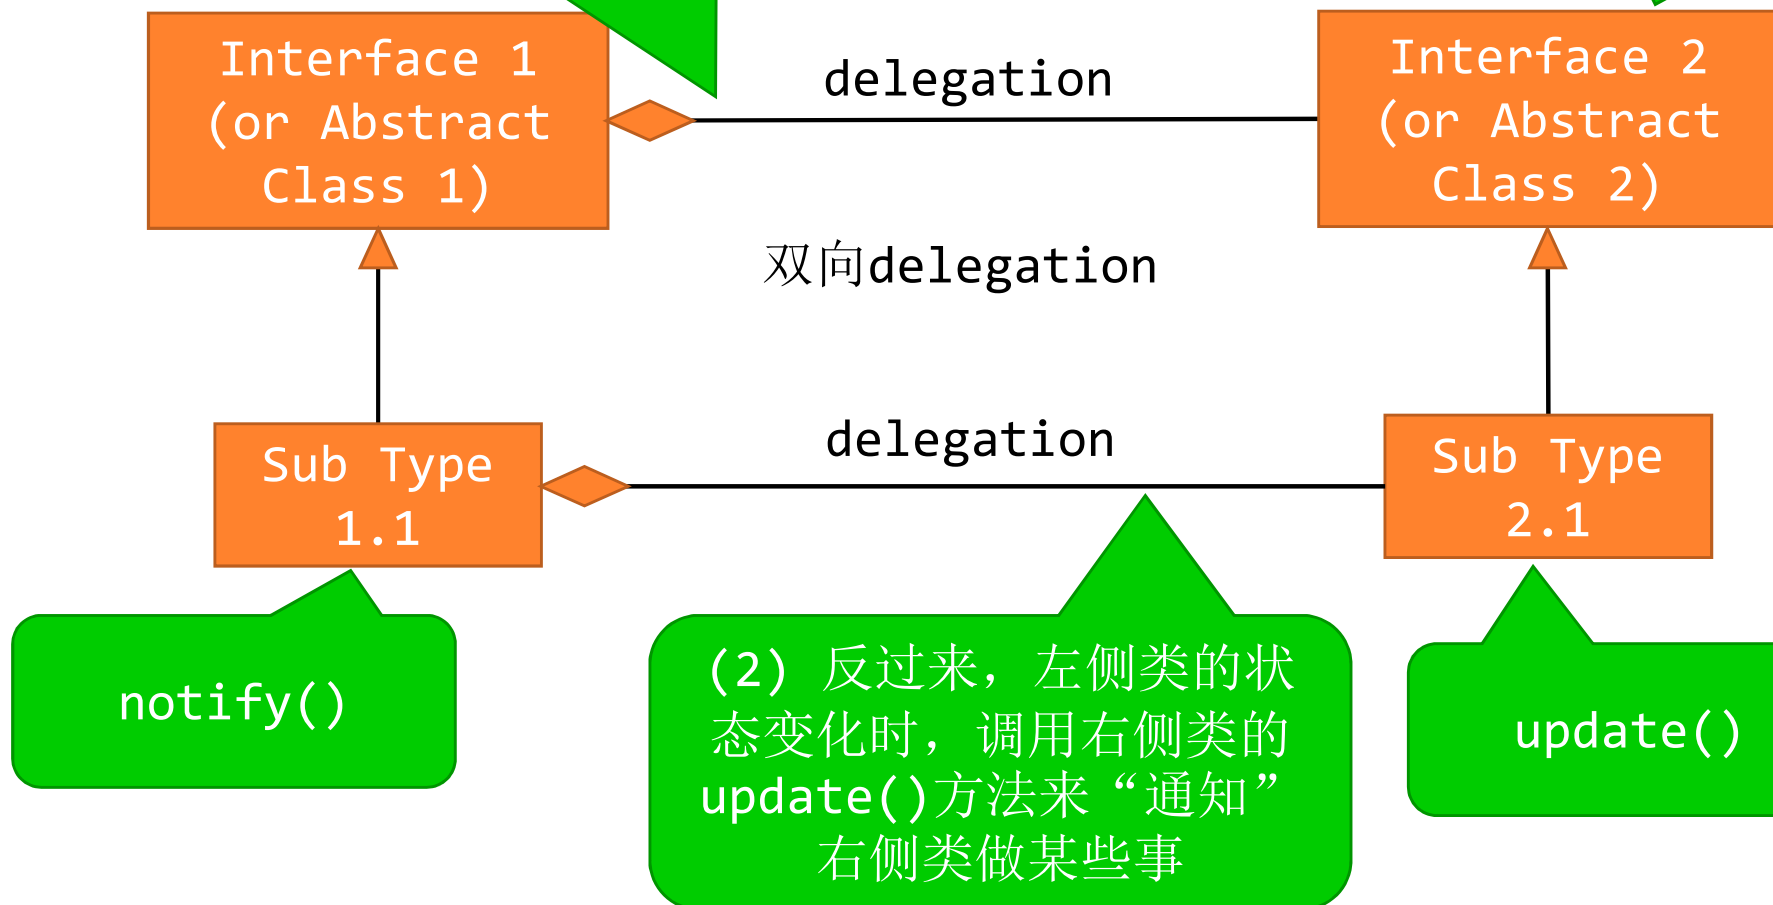 Interface 1
(or Abstract
Class 1)
delegation
Interface 2
(or Abstract
Class 2)
双向delegation
delegation
Sub Type
1.1
Sub Type
2.1
notify()
(2) 反过来，左侧类的状
态变化时，调用右侧类的
update()方法来“通知”
右侧类做某些事
update()